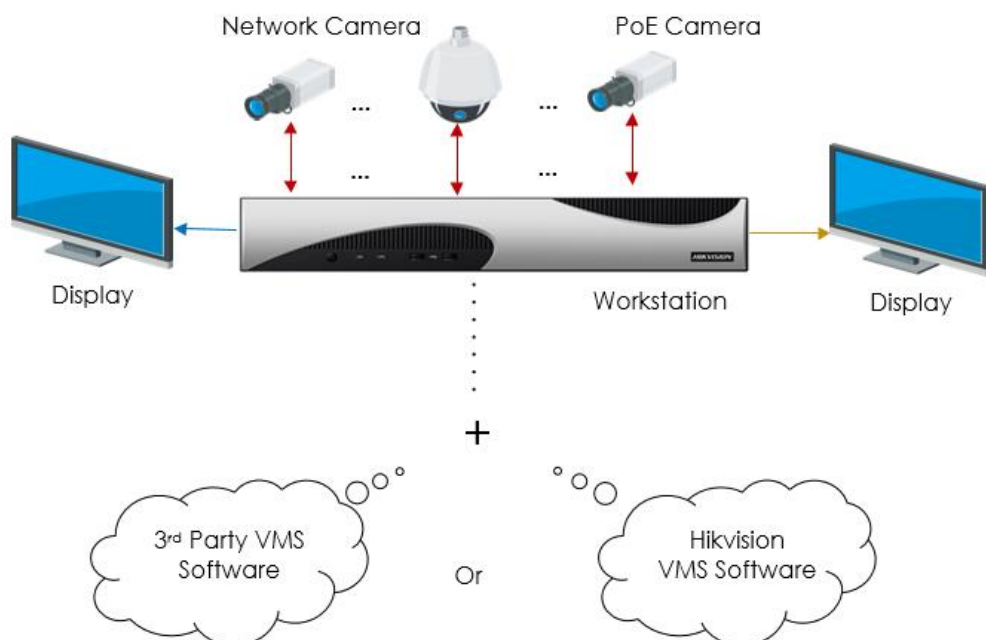 Network Camera
PoE Camera
...
...
...
...
HIKVISION
Display
Workstation
Display
+
3rd Party VMS
Software
Or
Hikvision
VMS Software